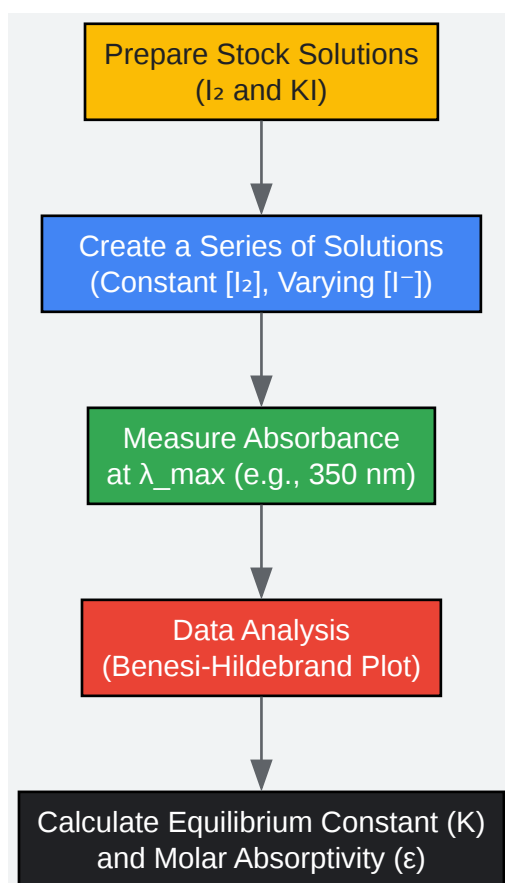 Prepare Stock Solutions
(I₂ and KI)
Create a Series of Solutions
(Constant [I₂], Varying [I⁻])
Measure Absorbance
at λ_max (e.g., 350 nm)
Data Analysis
(Benesi-Hildebrand Plot)
Calculate Equilibrium Constant (K)
and Molar Absorptivity (ε)